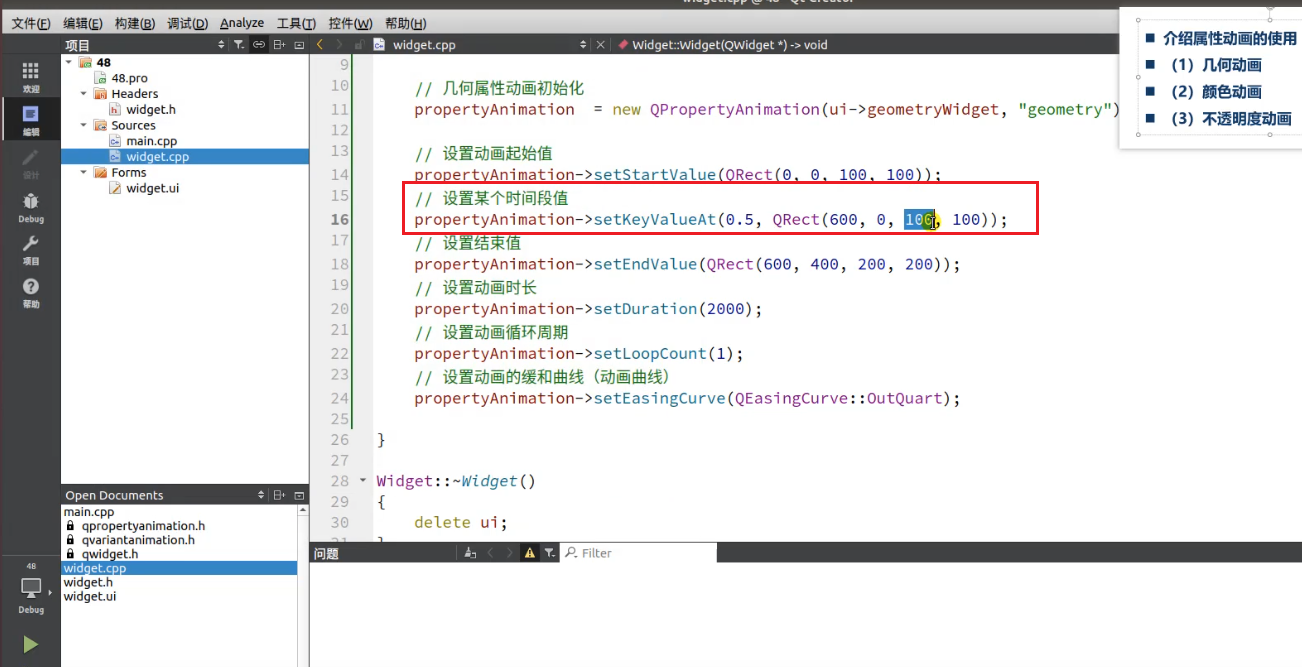 文件(F) 编辑(E) 构建(B) 调试(D) Analyze 工具(T) 控件(W) 帮助(H)
项目
widget.cpp
Widget::Widget(QWidget *) -> void
介绍属性动画的使用
（1）几何动画
（2）颜色动画
（3）不透明度动画
欢迎
编辑
设计
Debug
项目
帮助
48
Debug
48
48.pro
Headers
widget.h
Sources
main.cpp
widget.cpp
Forms
widget.ui
Open Documents
main.cpp
qpropertyanimation.h
qvariantanimation.h
qwidget.h
widget.cpp
widget.h
widget.ui
9
10 // 几何属性动画初始化
11 propertyAnimation = new QPropertyAnimation(ui->geometryWidget, "geometry")
12
13 // 设置动画起始值
14 propertyAnimation->setStartValue(QRect(0, 0, 100, 100));
15 // 设置某个时间段值
16 propertyAnimation->setKeyValueAt(0.5, QRect(600, 0, 100, 100));
17 // 设置结束值
18 propertyAnimation->setEndValue(QRect(600, 400, 200, 200));
19 // 设置动画时长
20 propertyAnimation->setDuration(2000);
21 // 设置动画循环周期
22 propertyAnimation->setLoopCount(1);
23 // 设置动画的缓和曲线（动画曲线）
24 propertyAnimation->setEasingCurve(QEasingCurve::OutQuart);
25
26 }
27
28 Widget::~Widget()
29 {
30 delete ui;
问题
Filter